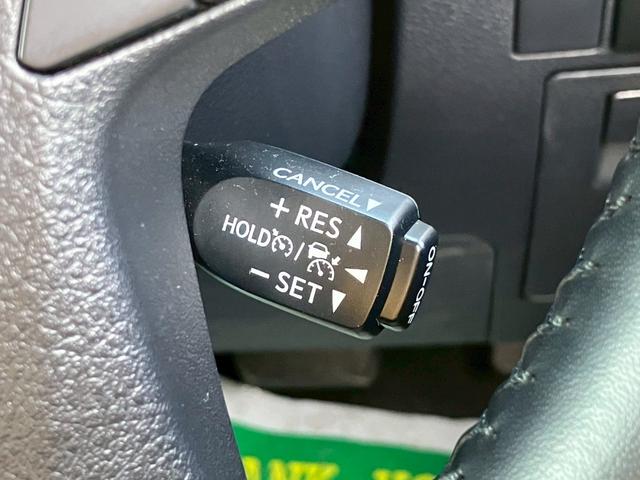 CANCEL▼
+ RES ▲
HOLD / ◀
− SET ▼
ON-OFF